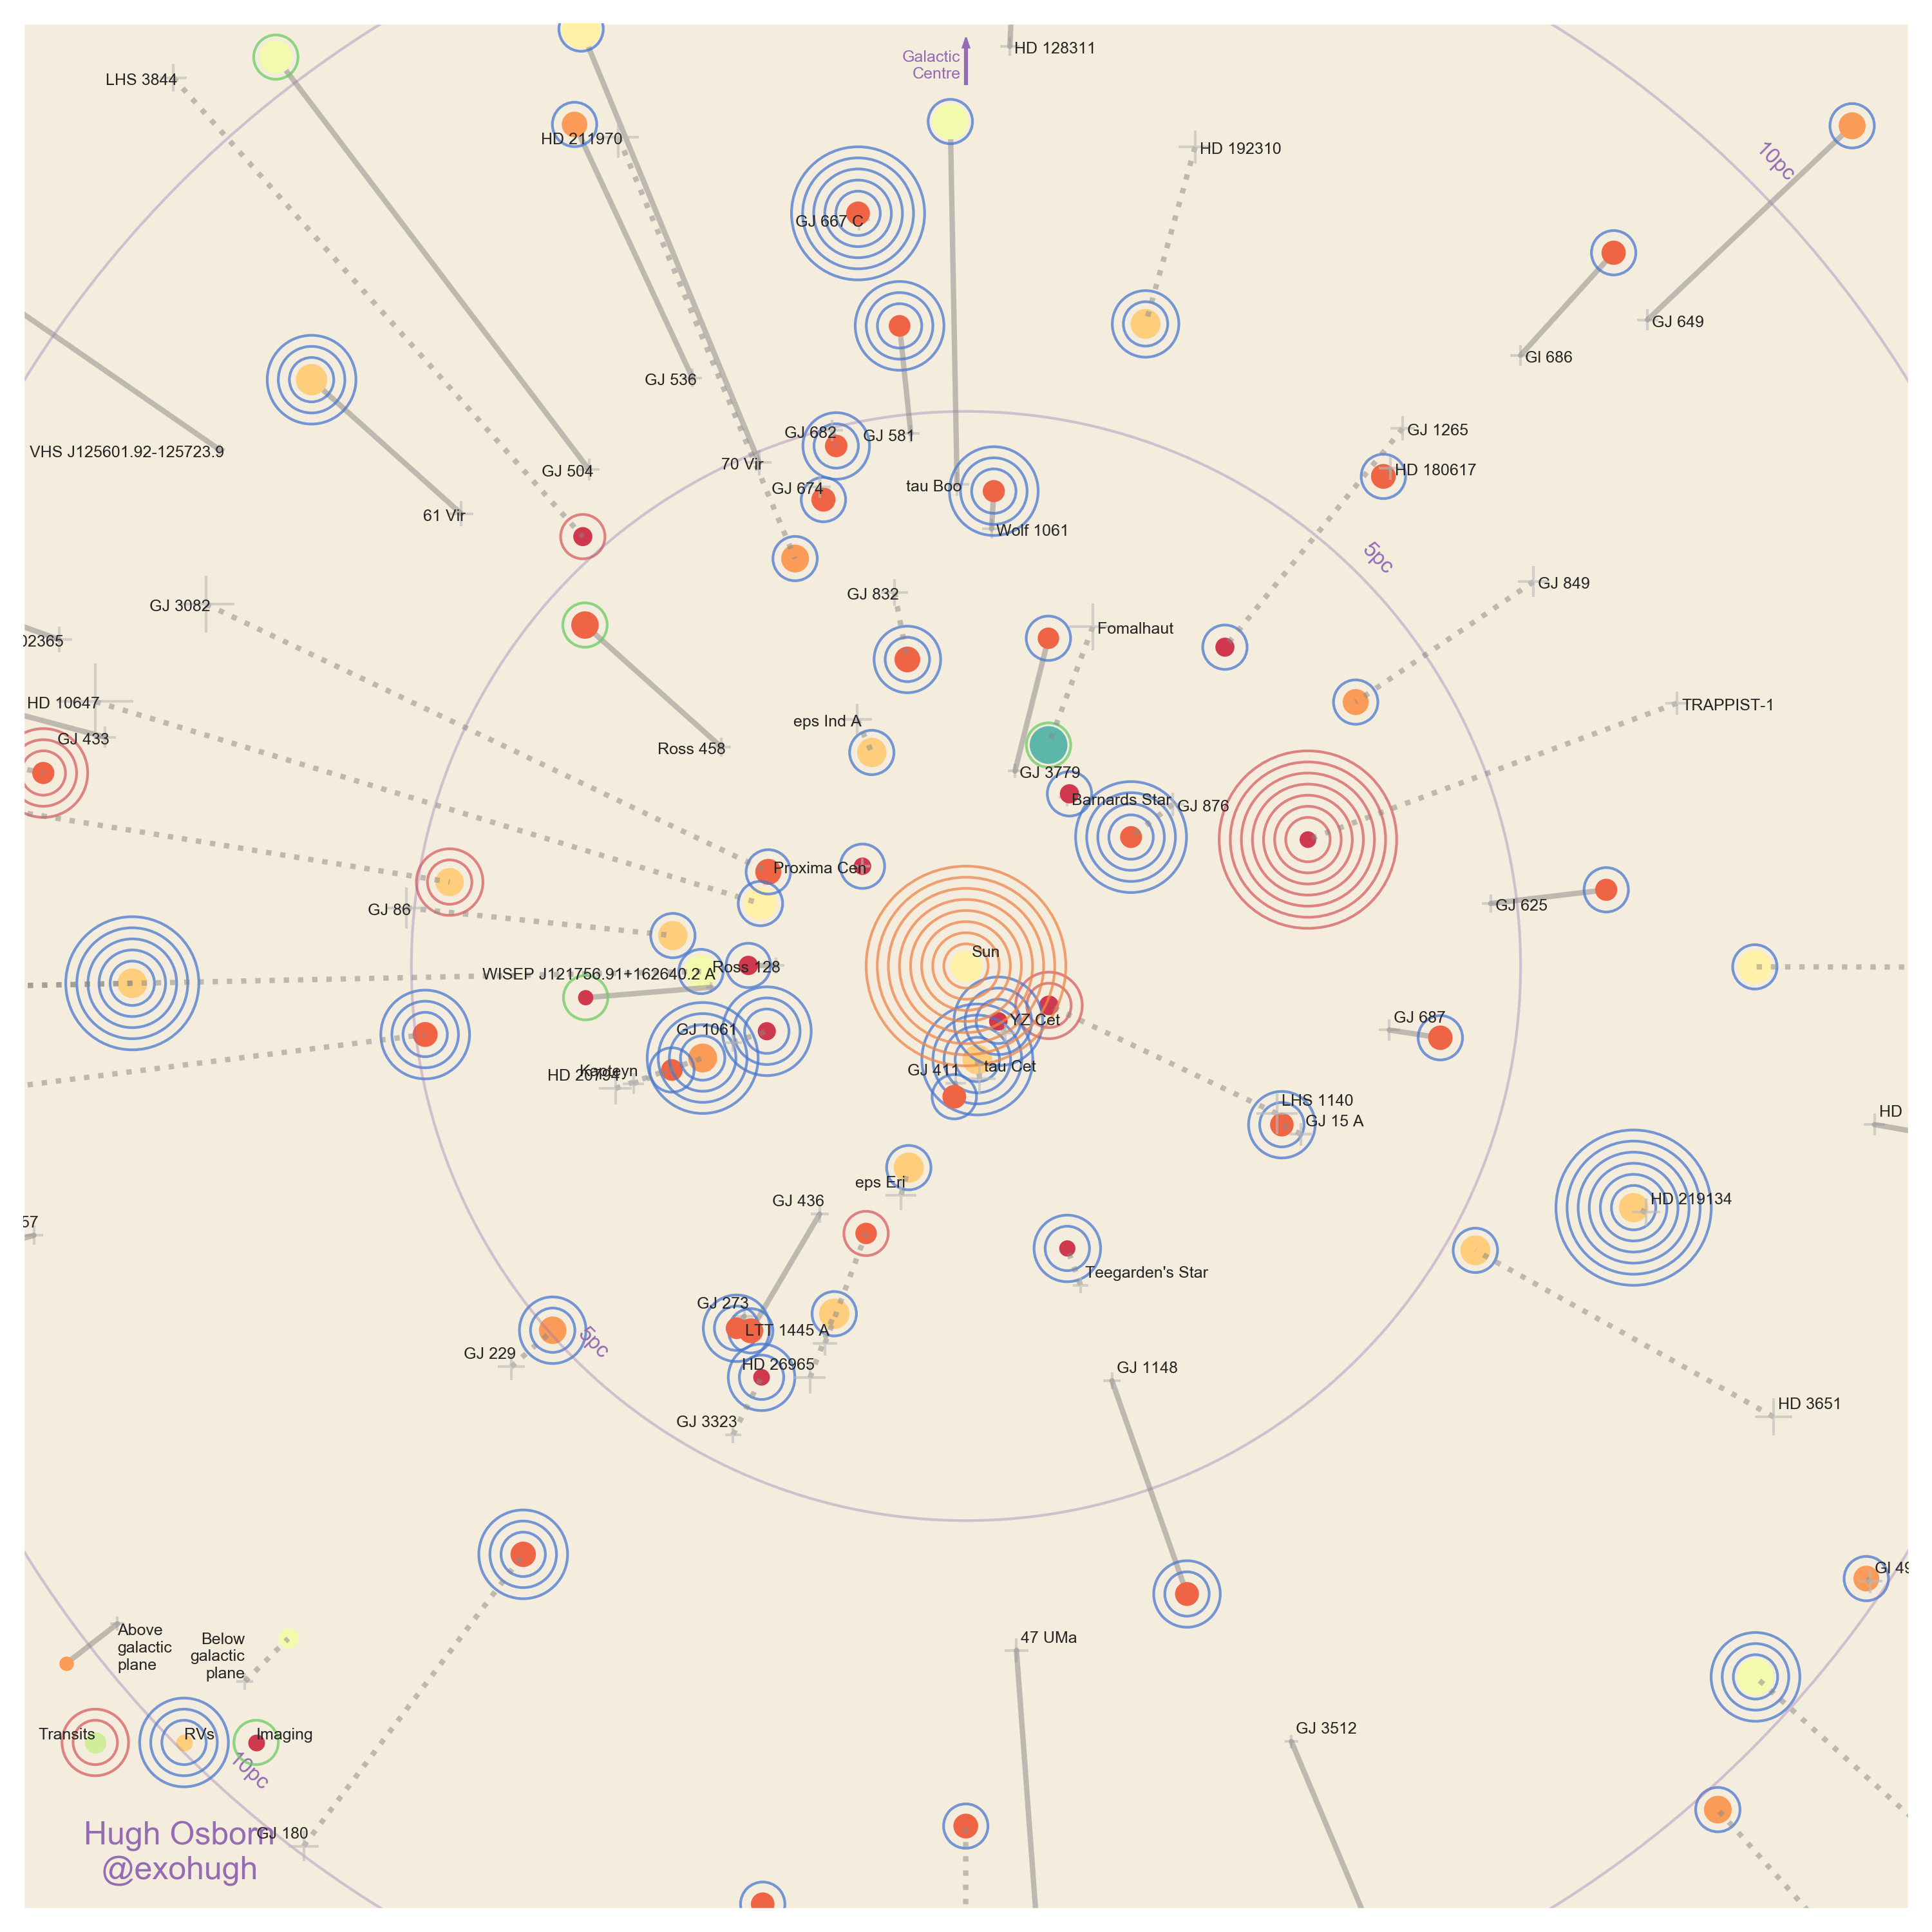 Galactic
Centre
HD 128311
LHS 3844
HD 211970
HD 192310
10pc
GJ 667 C
GJ 649
Gl 686
GJ 536
GJ 1265
GJ 682
GJ 581
VHS J125601.92-125723.9
GJ 504
70 Vir
HD 180617
tau Boo
GJ 674
61 Vir
Wolf 1061
5pc
GJ 832
GJ 849
GJ 3082
Fomalhaut
02365
HD 10647
TRAPPIST-1
eps Ind A
GJ 433
Ross 458
GJ 3779
Barnards Star
GJ 876
Proxima Cen
GJ 86
GJ 625
Sun
WISEP J121756.91+162640.2 A
Ross 128
GJ 1061
YZ Cet
GJ 687
tau Cet
GJ 411
Kapteyn
HD 20794
LHS 1140
GJ 15 A
HD
eps Eri
GJ 436
HD 219134
57
Teegarden's Star
GJ 273
LTT 1445 A
5pc
GJ 229
HD 26965
GJ 1148
HD 3651
GJ 3323
Gl 49
Above
galactic
plane
Below
galactic
plane
47 UMa
Transits
RVs
Imaging
GJ 3512
10pc
GJ 180
Hugh Osborn
@exohugh